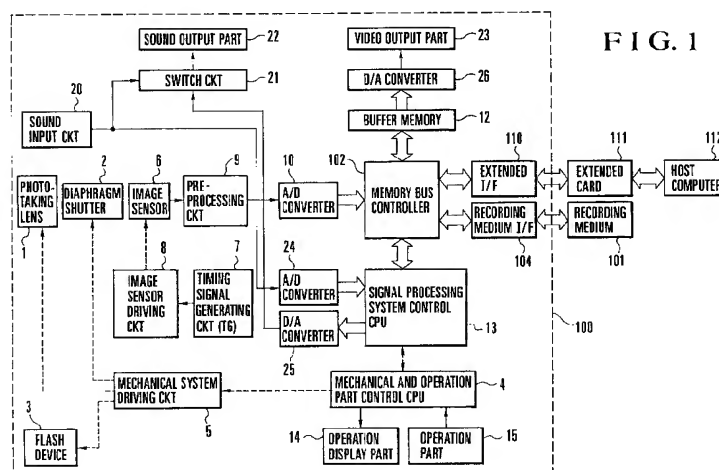 FIG. 1
SOUND OUTPUT PART
22
VIDEO OUTPUT PART
23
SWITCH CKT
21
D/A CONVERTER
26
20
SOUND INPUT CKT
BUFFER MEMORY
12
2
6
9
10
102
110
111
112
PHOTO-TAKING LENS
1
DIAPHRAGM SHUTTER
IMAGE SENSOR
PRE-PROCESSING CKT
A/D CONVERTER
MEMORY BUS CONTROLLER
EXTENDED I/F
EXTENDED CARD
HOST COMPUTER
RECORDING MEDIUM I/F
104
RECORDING MEDIUM
101
8
7
24
IMAGE SENSOR DRIVING CKT
TIMING SIGNAL GENERATING CKT (TG)
A/D CONVERTER
D/A CONVERTER
25
SIGNAL PROCESSING SYSTEM CONTROL CPU
13
100
MECHANICAL SYSTEM DRIVING CKT
5
MECHANICAL AND OPERATION PART CONTROL CPU
4
3
FLASH DEVICE
14
OPERATION DISPLAY PART
OPERATION PART
15